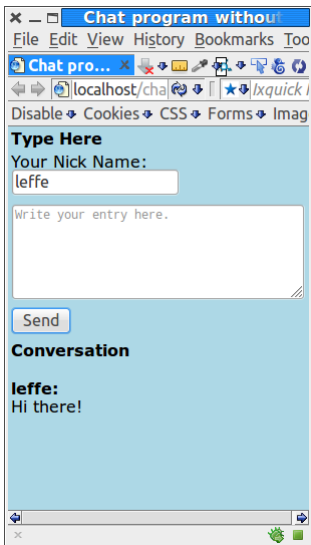 Chat program without
File Edit View History Bookmarks Too
Chat pro...
localhost/cha Ixquick
Disable Cookies CSS Forms Imag
Type Here
Your Nick Name:
leffe
Write your entry here.
Send
Conversation
leffe:
Hi there!